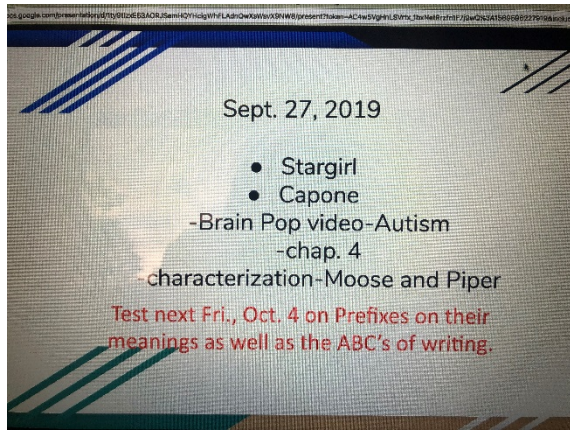 Sept. 27, 2019
● Stargirl
● Capone
-Brain Pop video-Autism
-chap. 4
-characterization-Moose and Piper
Test next Fri., Oct. 4 on Prefixes on their
meanings as well as the ABC's of writing.